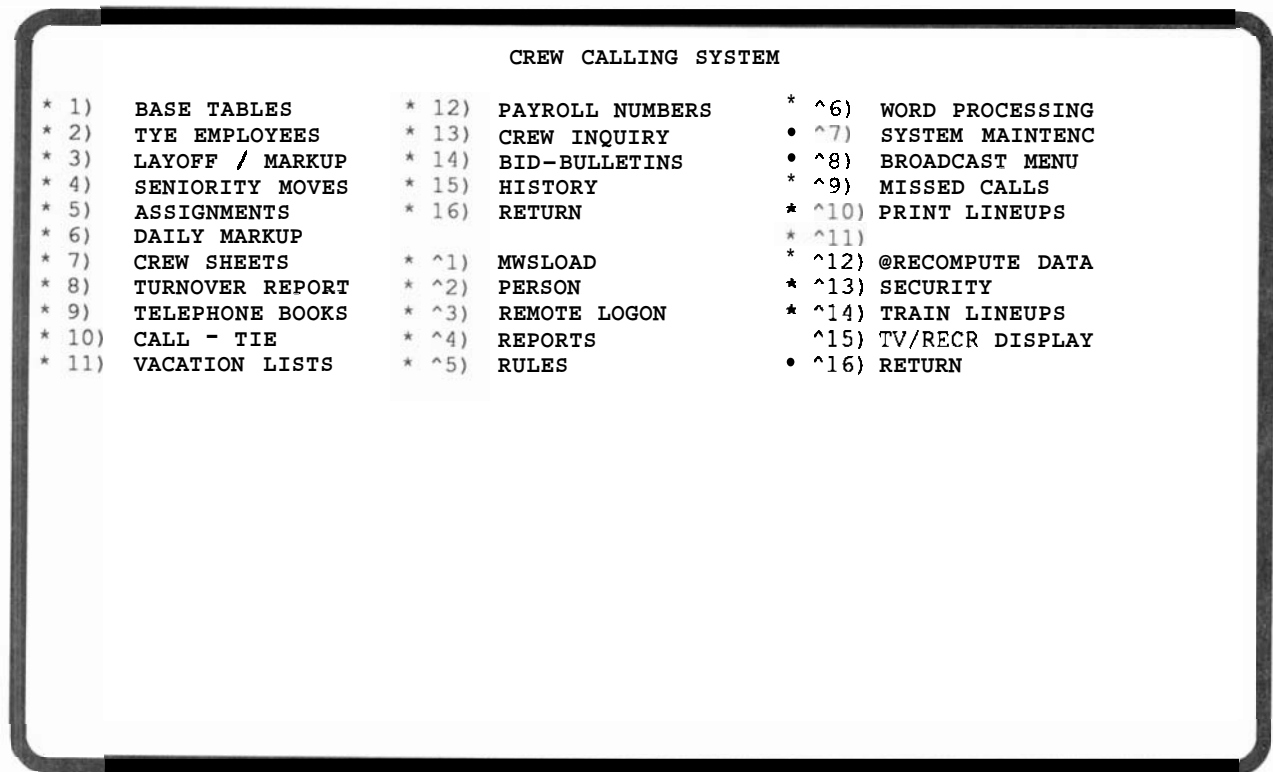 CREW CALLING SYSTEM
* 1) BASE TABLES
* 2) TYE EMPLOYEES
* 3) LAYOFF / MARKUP
* 4) SENIORITY MOVES
* 5) ASSIGNMENTS
* 6) DAILY MARKUP
* 7) CREW SHEETS
* 8) TURNOVER REPORT
* 9) TELEPHONE BOOKS
* 10) CALL - TIE
* 11) VACATION LISTS
* 12) PAYROLL NUMBERS
* 13) CREW INQUIRY
* 14) BID-BULLETINS
* 15) HISTORY
* 16) RETURN
* ^1) MWSLOAD
* ^2) PERSON
* ^3) REMOTE LOGON
* ^4) REPORTS
* ^5) RULES
* ^6) WORD PROCESSING
• ^7) SYSTEM MAINTENC
• ^8) BROADCAST MENU
* ^9) MISSED CALLS
* ^10) PRINT LINEUPS
* ^11)
* ^12) @RECOMPUTE DATA
* ^13) SECURITY
* ^14) TRAIN LINEUPS
^15) TV/RECR DISPLAY
• ^16) RETURN